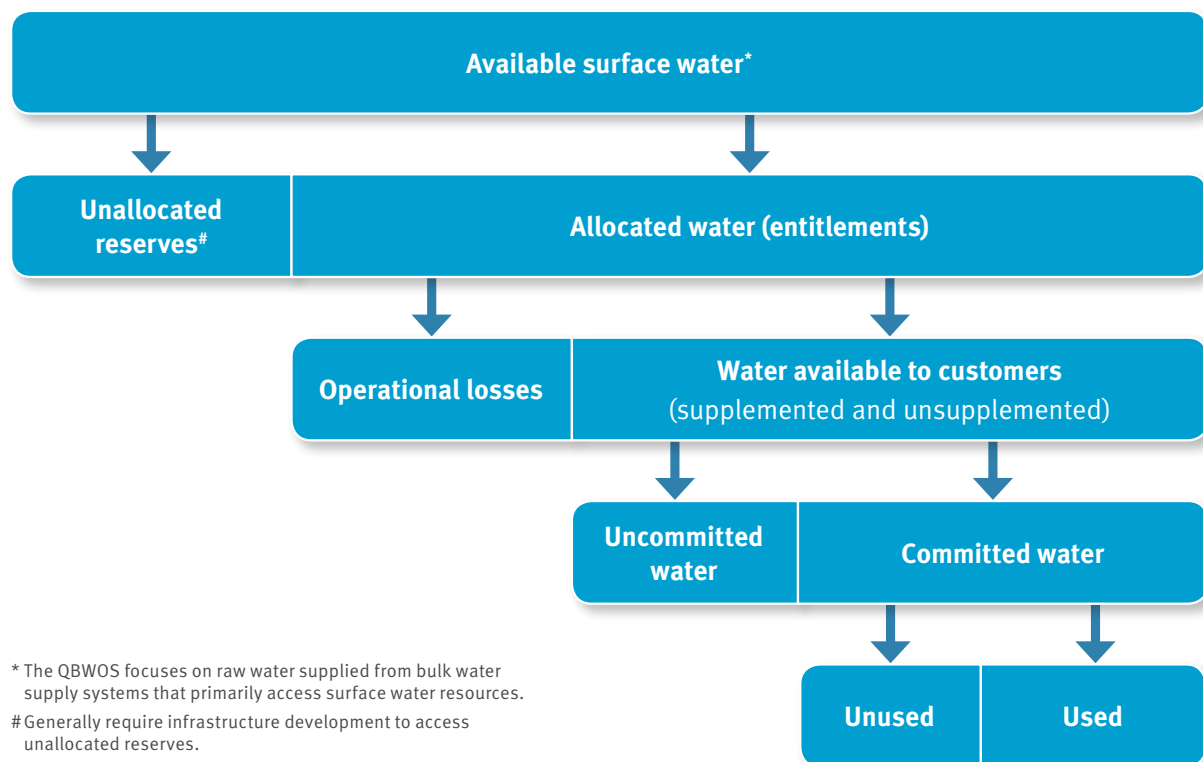 Available surface water*
Unallocated
reserves#
Allocated water (entitlements)
Operational losses
Water available to customers
(supplemented and unsupplemented)
Uncommitted
water
Committed water
Unused
Used
* The QBWOS focuses on raw water supplied from bulk water
supply systems that primarily access surface water resources.
# Generally require infrastructure development to access
unallocated reserves.